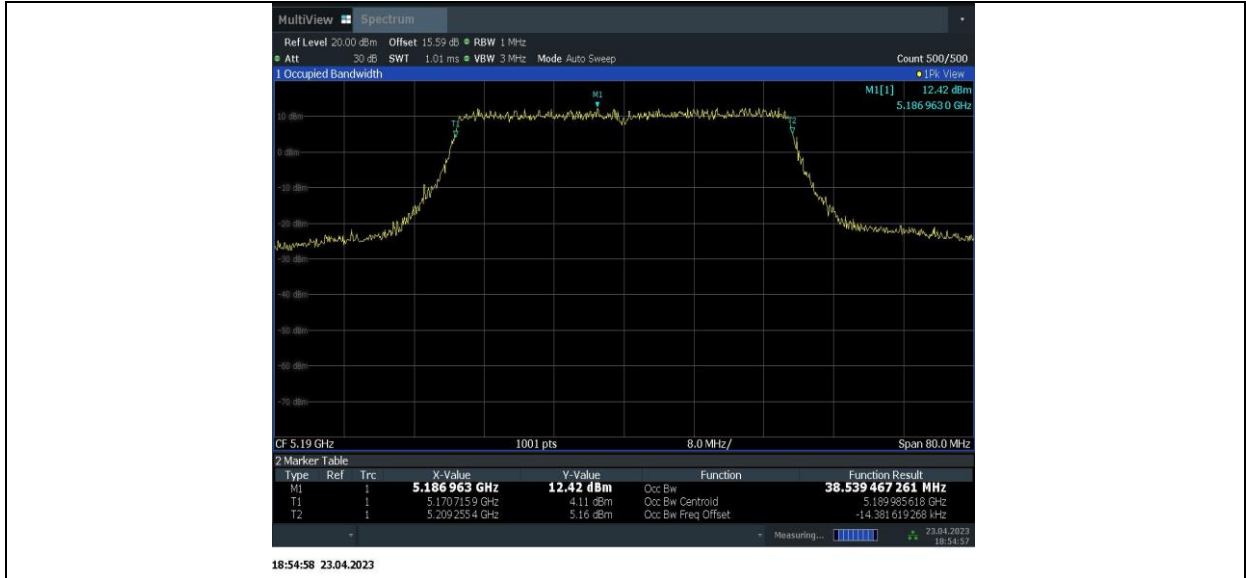 MultiView Spectrum
Ref Level 20.00 dBm Offset 15.59 dB RBW 1 MHz
Att 30 dB SWT 1.01 ms VBW 3 MHz Mode Auto Sweep Count 500/500
1 Occupied Bandwidth 1Pk View
M1[1] 12.42 dBm
5.186 963 0 GHz
M1
10 dBm
T1
T2
0 dBm
-10 dBm
-20 dBm
-30 dBm
-40 dBm
-50 dBm
-60 dBm
-70 dBm
CF 5.19 GHz 1001 pts 8.0 MHz/ Span 80.0 MHz
2 Marker Table
Type Ref Trc X-Value Y-Value Function Function Result
M1 1 5.186 963 GHz 12.42 dBm Occ Bw 38.539 467 261 MHz
T1 1 5.170 715 9 GHz 4.11 dBm Occ Bw Centroid 5.189 985 618 GHz
T2 1 5.209 255 4 GHz 5.16 dBm Occ Bw Freq Offset -14.381 619 268 kHz
Measuring... 23.04.2023
18:54:57
18:54:58 23.04.2023